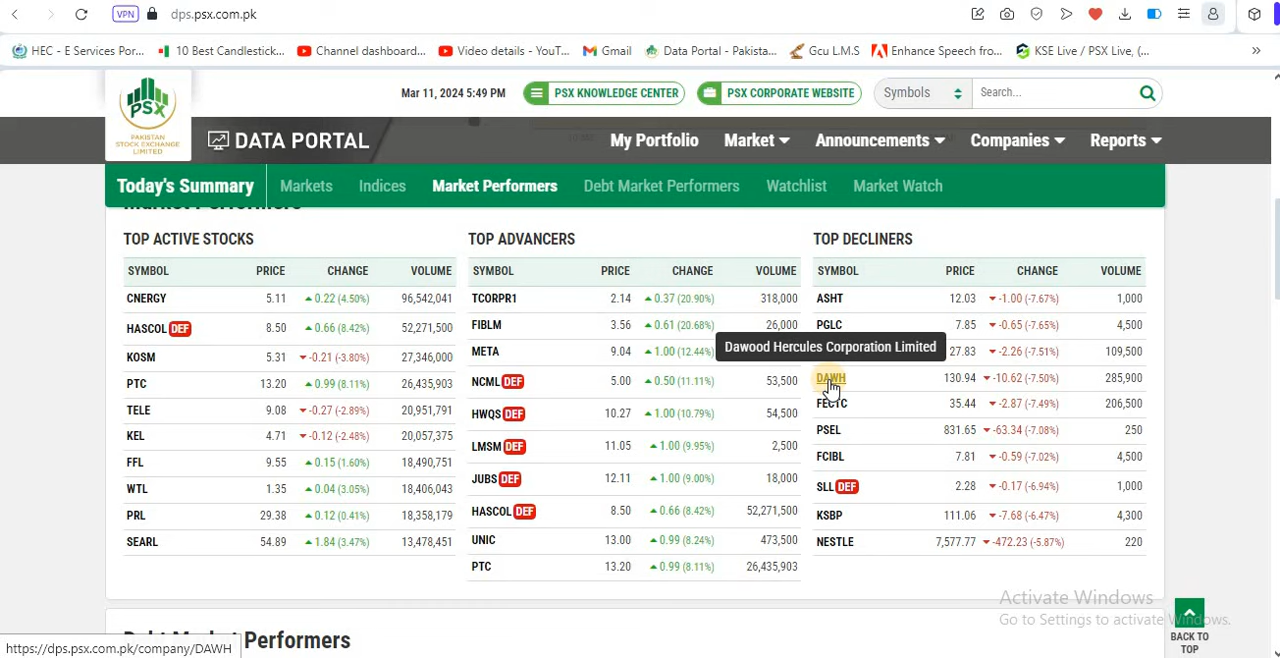 VPN dps.psx.com.pk
HEC - E Services Por... 10 Best Candlestick... Channel dashboard... Video details - YouT... Gmail Data Portal - Pakista... Gcu L.M.S Enhance Speech fro... KSE Live / PSX Live, (... »
PSX
PAKISTAN
STOCK EXCHANGE
LIMITED
Mar 11, 2024 5:49 PM PSX KNOWLEDGE CENTER PSX CORPORATE WEBSITE Symbols Search...
DATA PORTAL My Portfolio Market Announcements Companies Reports
Today's Summary Markets Indices Market Performers Debt Market Performers Watchlist Market Watch
Market Performers
TOP ACTIVE STOCKS
SYMBOL PRICE CHANGE VOLUME
CNERGY 5.11 0.22 (4.50%) 96,542,041
HASCOL DEF 8.50 0.66 (8.42%) 52,271,500
KOSM 5.31 -0.21 (-3.80%) 27,346,000
PTC 13.20 0.99 (8.11%) 26,435,903
TELE 9.08 -0.27 (-2.89%) 20,951,791
KEL 4.71 -0.12 (-2.48%) 20,057,375
FFL 9.55 0.15 (1.60%) 18,490,751
WTL 1.35 0.04 (3.05%) 18,406,043
PRL 29.38 0.12 (0.41%) 18,358,179
SEARL 54.89 1.84 (3.47%) 13,478,451
TOP ADVANCERS
SYMBOL PRICE CHANGE VOLUME
TCORPR1 2.14 0.37 (20.90%) 318,000
FIBLM 3.56 0.61 (20.68%) 26,000
META 9.04 1.00 (12.44%)
NCML DEF 5.00 0.50 (11.11%) 53,500
HWQS DEF 10.27 1.00 (10.79%) 54,500
LMSM DEF 11.05 1.00 (9.95%) 2,500
JUBS DEF 12.11 1.00 (9.00%) 18,000
HASCOL DEF 8.50 0.66 (8.42%) 52,271,500
UNIC 13.00 0.99 (8.24%) 473,500
PTC 13.20 0.99 (8.11%) 26,435,903
TOP DECLINERS
SYMBOL PRICE CHANGE VOLUME
ASHT 12.03 -1.00 (-7.67%) 1,000
PGLC 7.85 -0.65 (-7.65%) 4,500
Dawood Hercules Corporation Limited
27.83 -2.26 (-7.51%) 109,500
DAWH 130.94 -10.62 (-7.50%) 285,900
FECTC 35.44 -2.87 (-7.49%) 206,500
PSEL 831.65 -63.34 (-7.08%) 250
FCIBL 7.81 -0.59 (-7.02%) 4,500
SLL DEF 2.28 -0.17 (-6.94%) 1,000
KSBP 111.06 -7.68 (-6.47%) 4,300
NESTLE 7,577.77 -472.23 (-5.87%) 220
Activate Windows
Go to Settings to activate Windows.
BACK TO
TOP
Debt Market Performers
https://dps.psx.com.pk/company/DAWH